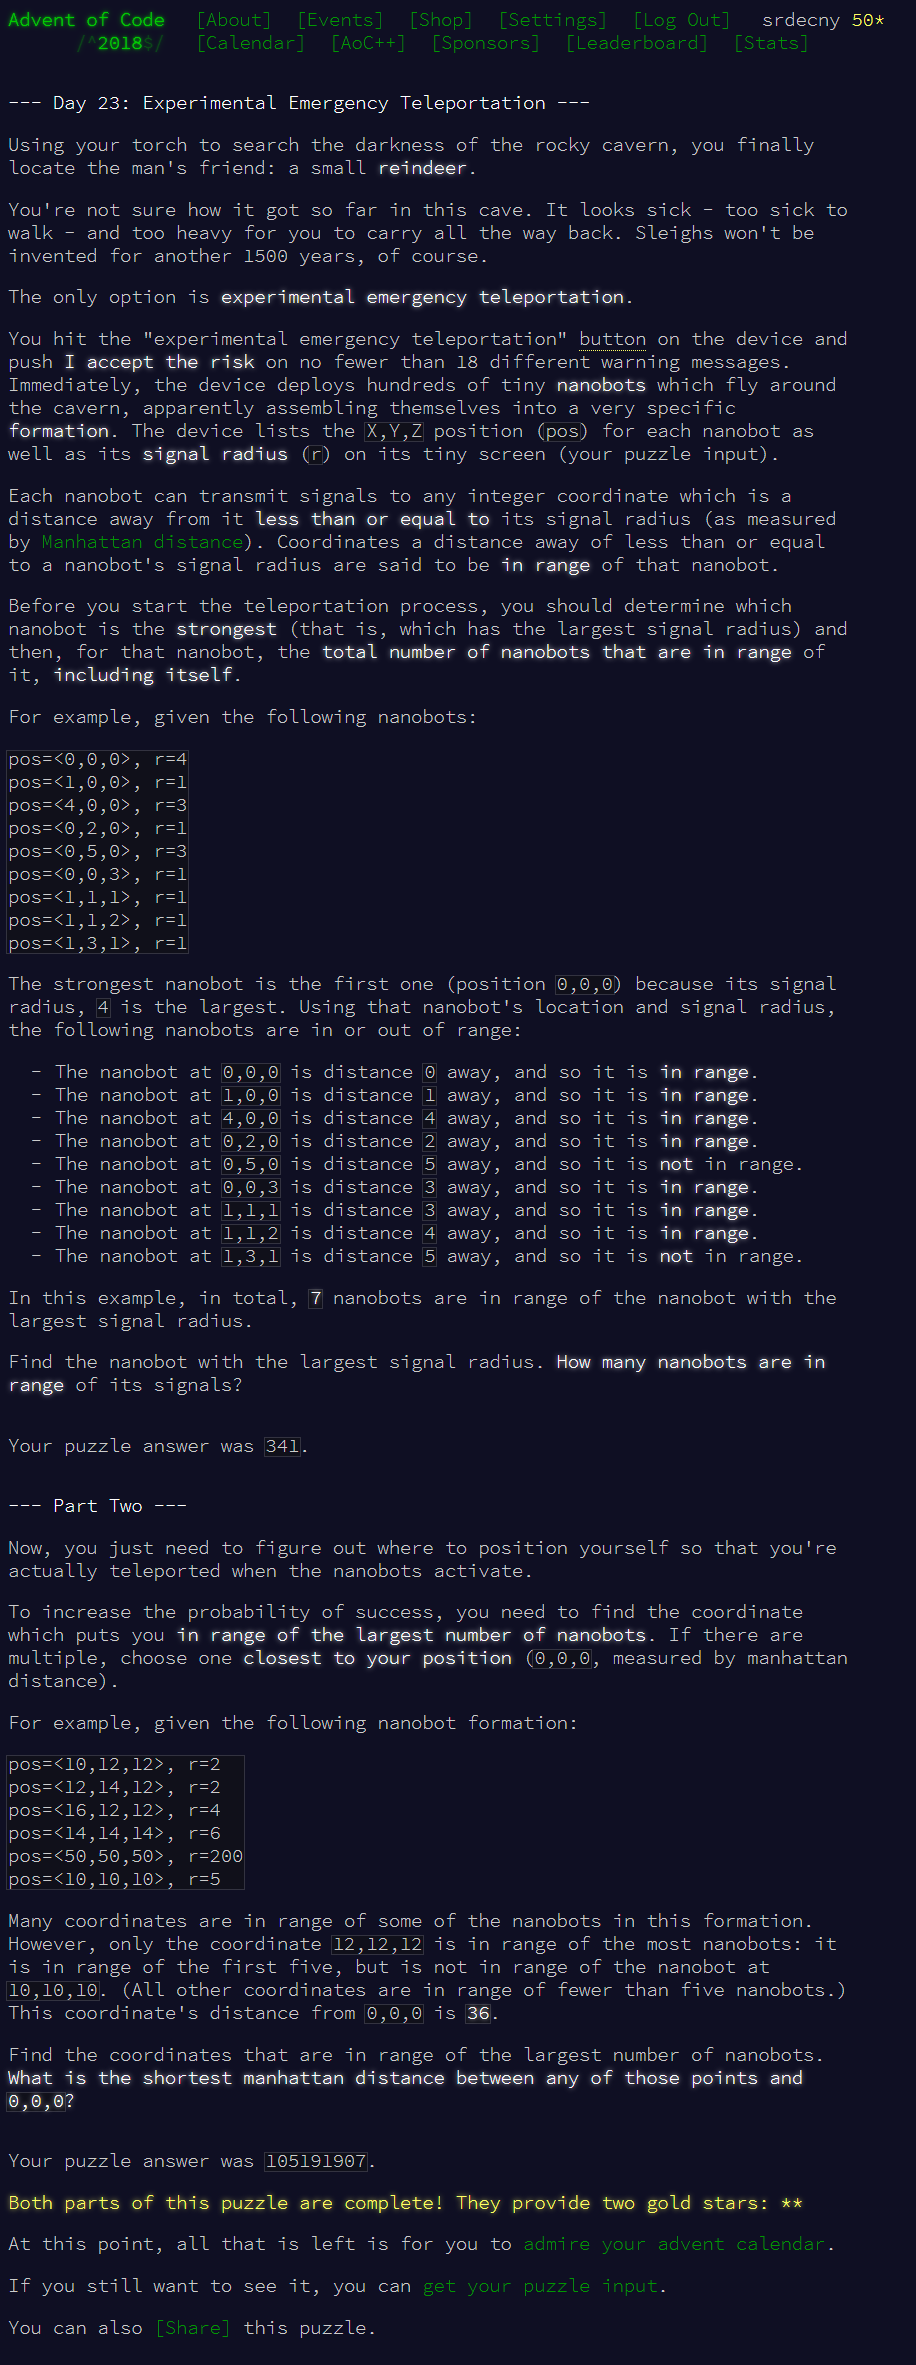 Advent of Code [About] [Events] [Shop] [Settings] [Log Out] srdecny 50*
/^2018$/ [Calendar] [AoC++] [Sponsors] [Leaderboard] [Stats]
--- Day 23: Experimental Emergency Teleportation ---
Using your torch to search the darkness of the rocky cavern, you finally
locate the man's friend: a small reindeer.
You're not sure how it got so far in this cave. It looks sick - too sick to
walk - and too heavy for you to carry all the way back. Sleighs won't be
invented for another 1500 years, of course.
The only option is experimental emergency teleportation.
You hit the "experimental emergency teleportation" button on the device and
push I accept the risk on no fewer than 18 different warning messages.
Immediately, the device deploys hundreds of tiny nanobots which fly around
the cavern, apparently assembling themselves into a very specific
formation. The device lists the X,Y,Z position (pos) for each nanobot as
well as its signal radius (r) on its tiny screen (your puzzle input).
Each nanobot can transmit signals to any integer coordinate which is a
distance away from it less than or equal to its signal radius (as measured
by Manhattan distance). Coordinates a distance away of less than or equal
to a nanobot's signal radius are said to be in range of that nanobot.
Before you start the teleportation process, you should determine which
nanobot is the strongest (that is, which has the largest signal radius) and
then, for that nanobot, the total number of nanobots that are in range of
it, including itself.
For example, given the following nanobots:
pos=<0,0,0>, r=4
pos=<1,0,0>, r=1
pos=<4,0,0>, r=3
pos=<0,2,0>, r=1
pos=<0,5,0>, r=3
pos=<0,0,3>, r=1
pos=<1,1,1>, r=1
pos=<1,1,2>, r=1
pos=<1,3,1>, r=1
The strongest nanobot is the first one (position 0,0,0) because its signal
radius, 4 is the largest. Using that nanobot's location and signal radius,
the following nanobots are in or out of range:
- The nanobot at 0,0,0 is distance 0 away, and so it is in range.
- The nanobot at 1,0,0 is distance 1 away, and so it is in range.
- The nanobot at 4,0,0 is distance 4 away, and so it is in range.
- The nanobot at 0,2,0 is distance 2 away, and so it is in range.
- The nanobot at 0,5,0 is distance 5 away, and so it is not in range.
- The nanobot at 0,0,3 is distance 3 away, and so it is in range.
- The nanobot at 1,1,1 is distance 3 away, and so it is in range.
- The nanobot at 1,1,2 is distance 4 away, and so it is in range.
- The nanobot at 1,3,1 is distance 5 away, and so it is not in range.
In this example, in total, 7 nanobots are in range of the nanobot with the
largest signal radius.
Find the nanobot with the largest signal radius. How many nanobots are in
range of its signals?
Your puzzle answer was 341.
--- Part Two ---
Now, you just need to figure out where to position yourself so that you're
actually teleported when the nanobots activate.
To increase the probability of success, you need to find the coordinate
which puts you in range of the largest number of nanobots. If there are
multiple, choose one closest to your position (0,0,0, measured by manhattan
distance).
For example, given the following nanobot formation:
pos=<10,12,12>, r=2
pos=<12,14,12>, r=2
pos=<16,12,12>, r=4
pos=<14,14,14>, r=6
pos=<50,50,50>, r=200
pos=<10,10,10>, r=5
Many coordinates are in range of some of the nanobots in this formation.
However, only the coordinate 12,12,12 is in range of the most nanobots: it
is in range of the first five, but is not in range of the nanobot at
10,10,10. (All other coordinates are in range of fewer than five nanobots.)
This coordinate's distance from 0,0,0 is 36.
Find the coordinates that are in range of the largest number of nanobots.
What is the shortest manhattan distance between any of those points and
0,0,0?
Your puzzle answer was 105191907.
Both parts of this puzzle are complete! They provide two gold stars: **
At this point, all that is left is for you to admire your advent calendar.
If you still want to see it, you can get your puzzle input.
You can also [Share] this puzzle.